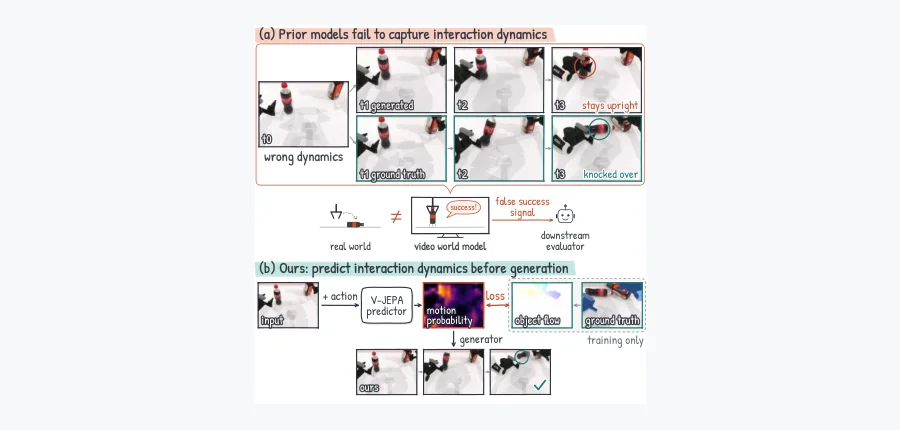 (a) Prior models fail to capture interaction dynamics
t0
t1 generated
t2
t3
stays upright
wrong dynamics
t1 ground truth
t2
t3
knocked over
≠
success!
false success
signal
real world
video world model
downstream
evaluator
(b) Ours: predict interaction dynamics before generation
input
+ action
V-JEPA
predictor
motion
probability
loss
object flow
ground truth
training only
generator
ours